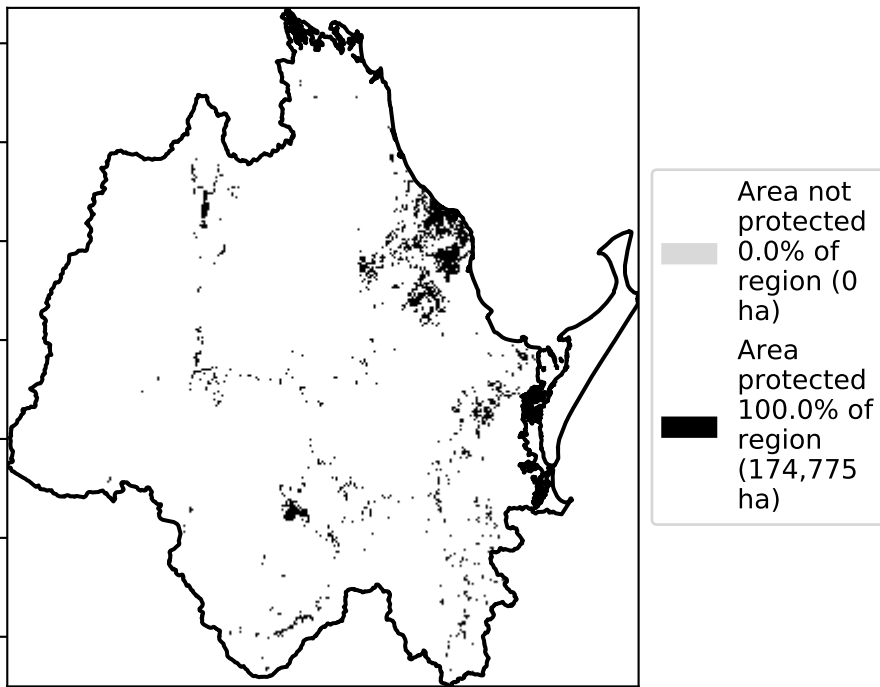 Area not
protected
0.0% of
region (0
ha)
Area
protected
100.0% of
region
(174,775
ha)